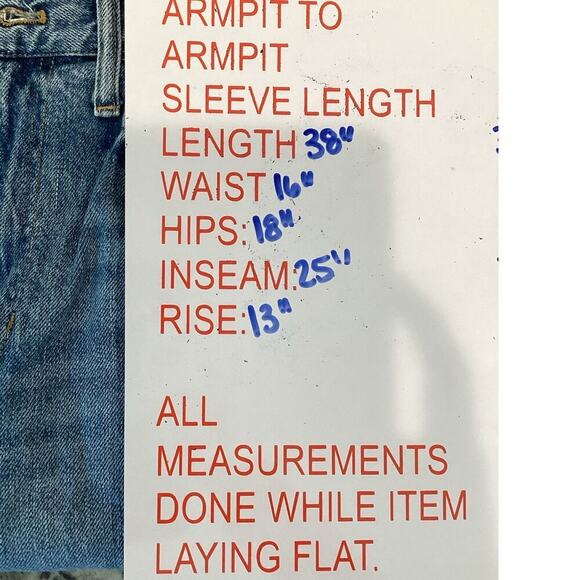 ARMPIT TO
ARMPIT
SLEEVE LENGTH
LENGTH 38"
WAIST 16"
HIPS: 18"
INSEAM: 25"
RISE: 13"
ALL
MEASUREMENTS
DONE WHILE ITEM
LAYING FLAT.